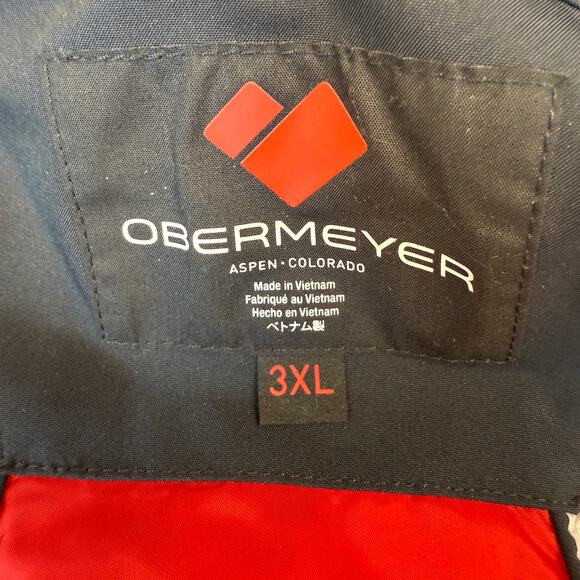 OBERMEYER
ASPEN · COLORADO
Made in Vietnam
Fabriqué au Vietnam
Hecho en Vietnam
ベトナム製
3XL